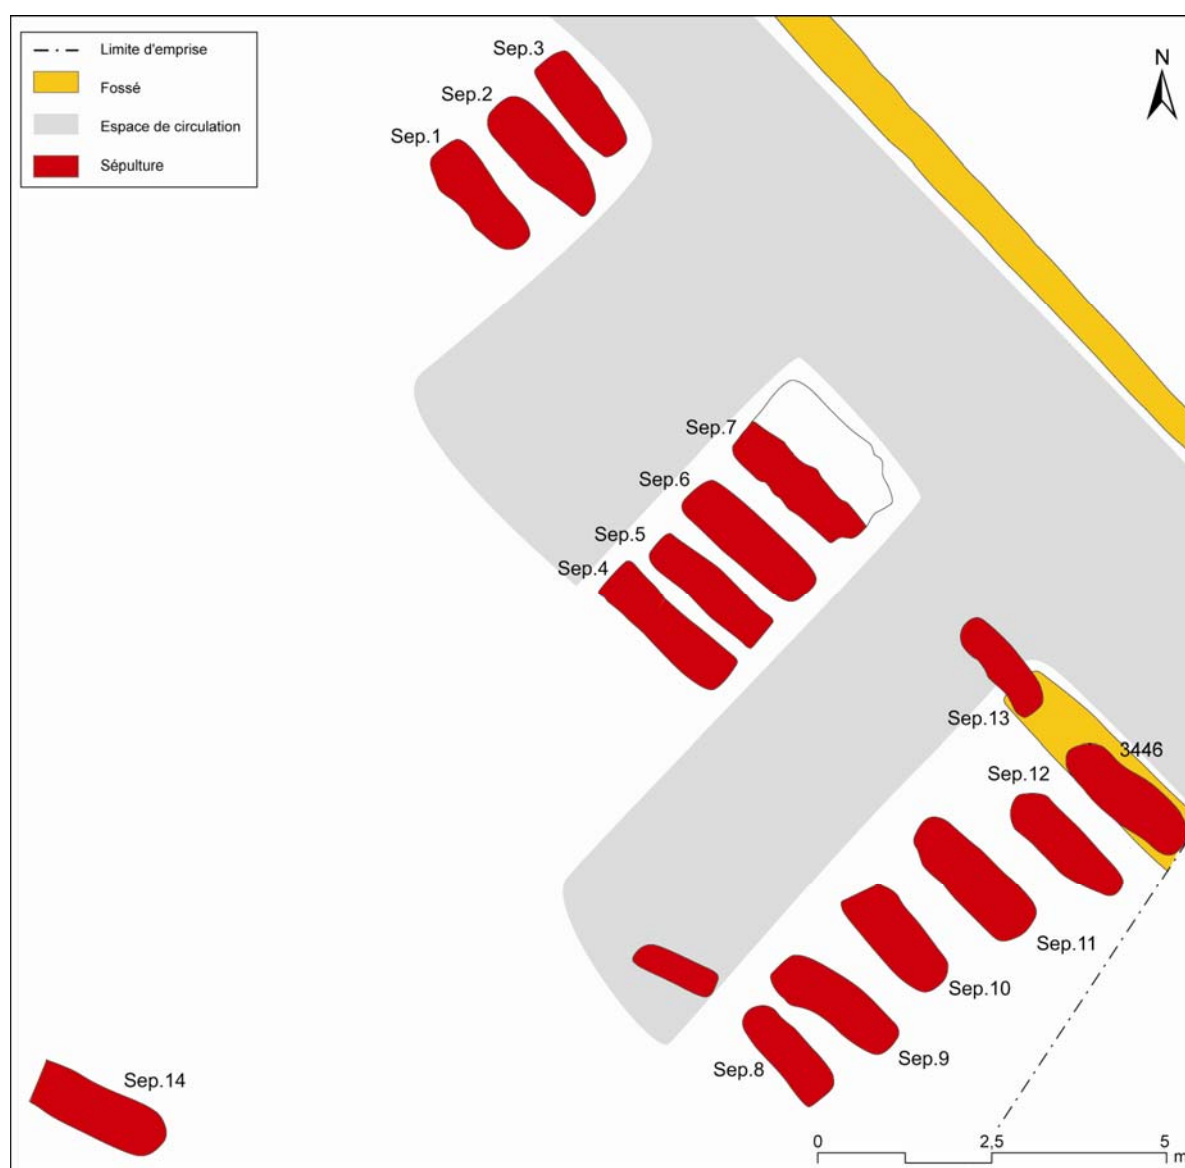 Limite d'emprise
Fossé
Espace de circulation
Sépulture
N
Sep.3
Sep.2
Sep.1
Sep.7
Sep.6
Sep.5
Sep.4
Sep.13
3446
Sep.12
Sep.11
Sep.10
Sep.9
Sep.8
Sep.14
0 2,5 5
m